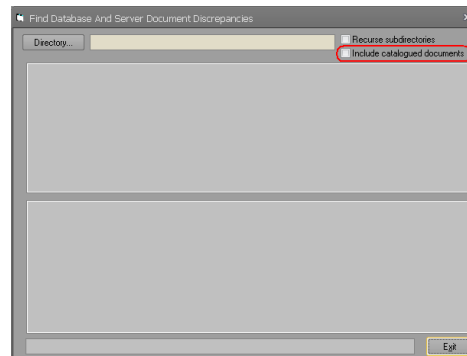 Find Database And Server Document Discrepancies
Directory...
Recurse subdirectories
Include catalogued documents
Exit